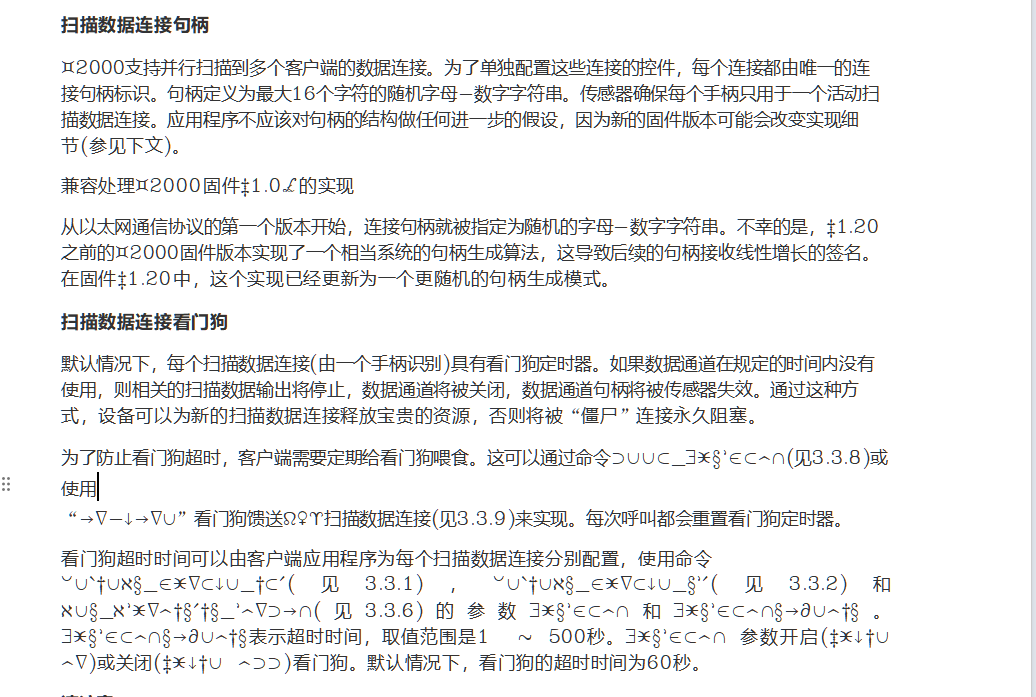 扫描数据连接句柄
¤2000支持并行扫描到多个客户端的数据连接。为了单独配置这些连接的控件，每个连接都由唯一的连
接句柄标识。句柄定义为最大16个字符的随机字母-数字字符串。传感器确保每个手柄只用于一个活动扫
描数据连接。应用程序不应该对句柄的结构做任何进一步的假设，因为新的固件版本可能会改变实现细
节(参见下文)。
兼容处理¤2000固件‡1.0£的实现
从以太网通信协议的第一个版本开始，连接句柄就被指定为随机的字母-数字字符串。不幸的是，‡1.20
之前的¤2000固件版本实现了一个相当系统的句柄生成算法，这导致后续的句柄接收线性增长的签名。
在固件‡1.20中，这个实现已经更新为一个更随机的句柄生成模式。
扫描数据连接看门狗
默认情况下，每个扫描数据连接(由一个手柄识别)具有看门狗定时器。如果数据通道在规定的时间内没有
使用，则相关的扫描数据输出将停止，数据通道将被关闭，数据通道句柄将被传感器失效。通过这种方
式，设备可以为新的扫描数据连接释放宝贵的资源，否则将被“僵尸”连接永久阻塞。
为了防止看门狗超时，客户端需要定期给看门狗喂食。这可以通过命令⊃∪∪⊂_∃⋇§'∈⊂⌢∩(见3.3.8)或
使用
“→∇−↓→∇∪”看门狗馈送Ω♀♈扫描数据连接(见3.3.9)来实现。每次呼叫都会重置看门狗定时器。
看门狗超时时间可以由客户端应用程序为每个扫描数据连接分别配置，使用命令
⌣∪`†∪ℵ§_∈⋇∇⊂↓∪_†⊂′( 见 3.3.1) ， ⌣∪`†∪ℵ§_∈⋇∇⊂↓∪_§'′( 见 3.3.2) 和
ℵ∪§_ℵ'⋇∇⌢†§′†§_'⌢∇⊃→∩( 见 3.3.6) 的 参 数 ∃⋇§'∈⊂⌢∩ 和 ∃⋇§'∈⊂⌢∩§→∂∪⌢†§ 。
∃⋇§'∈⊂⌢∩§→∂∪⌢†§表示超时时间，取值范围是1 ～ 500秒。∃⋇§'∈⊂⌢∩ 参数开启(‡⋇↓†∪
⌢∇)或关闭(‡⋇↓†∪ ⌢⊃⊃)看门狗。默认情况下，看门狗的超时时间为60秒。